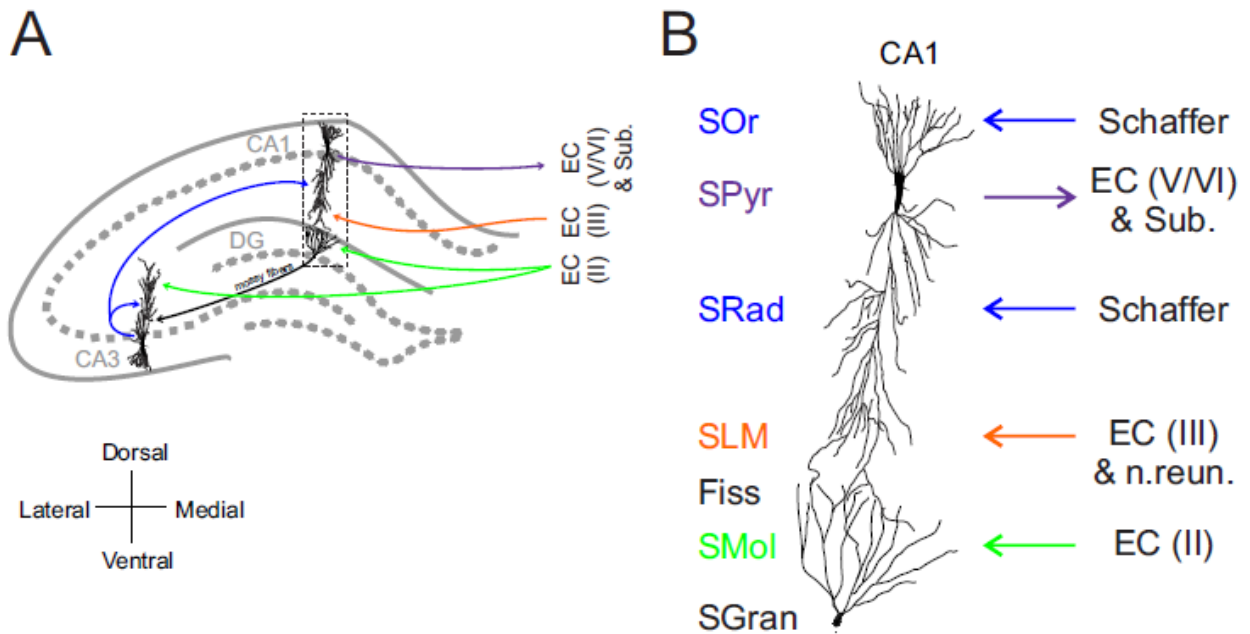 A
CA1
DG
mossy fibers
CA3
EC
(V/VI)
& Sub.
EC
(III)
EC
(II)
Dorsal
Lateral
Medial
Ventral
B
CA1
SOr
Schaffer
SPyr
EC (V/VI)
& Sub.
SRad
Schaffer
SLM
EC (III)
& n.reun.
Fiss
SMol
EC (II)
SGran